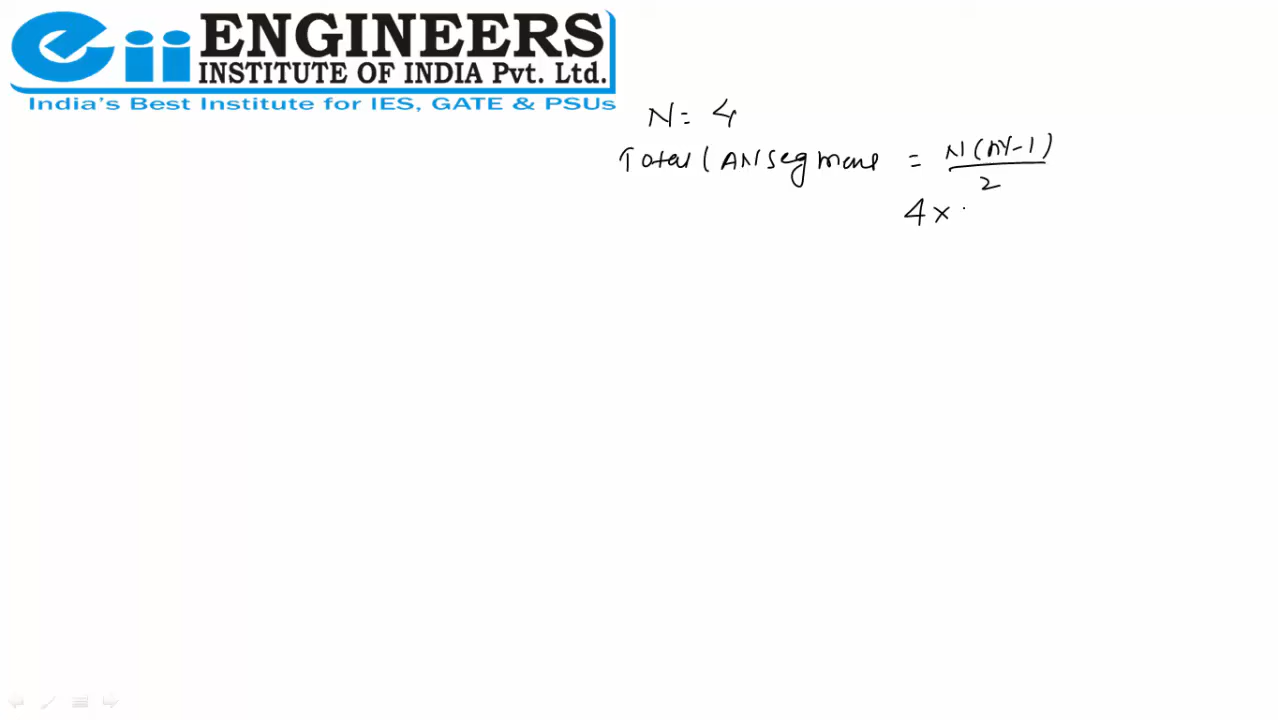 eii ENGINEERS
INSTITUTE OF INDIA Pvt. Ltd.
India's Best Institute for IES, GATE & PSUs
N = 4
Total LAN segment = N(N-1)/2
4 x